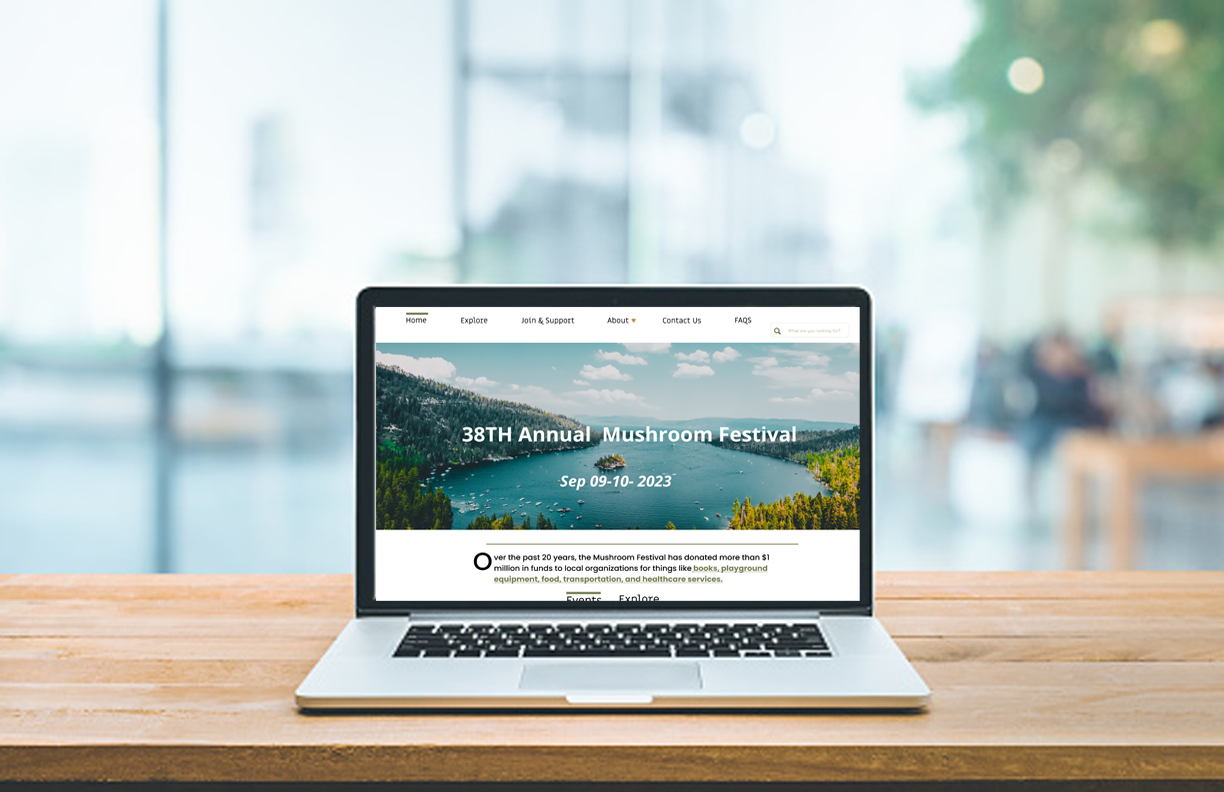 Home Explore Join & Support About Contact Us FAQS
What are you looking for?
38TH Annual Mushroom Festival
Sep 09-10- 2023
Over the past 20 years, the Mushroom Festival has donated more than $1
million in funds to local organizations for things like books, playground
equipment, food, transportation, and healthcare services.
Events Explore